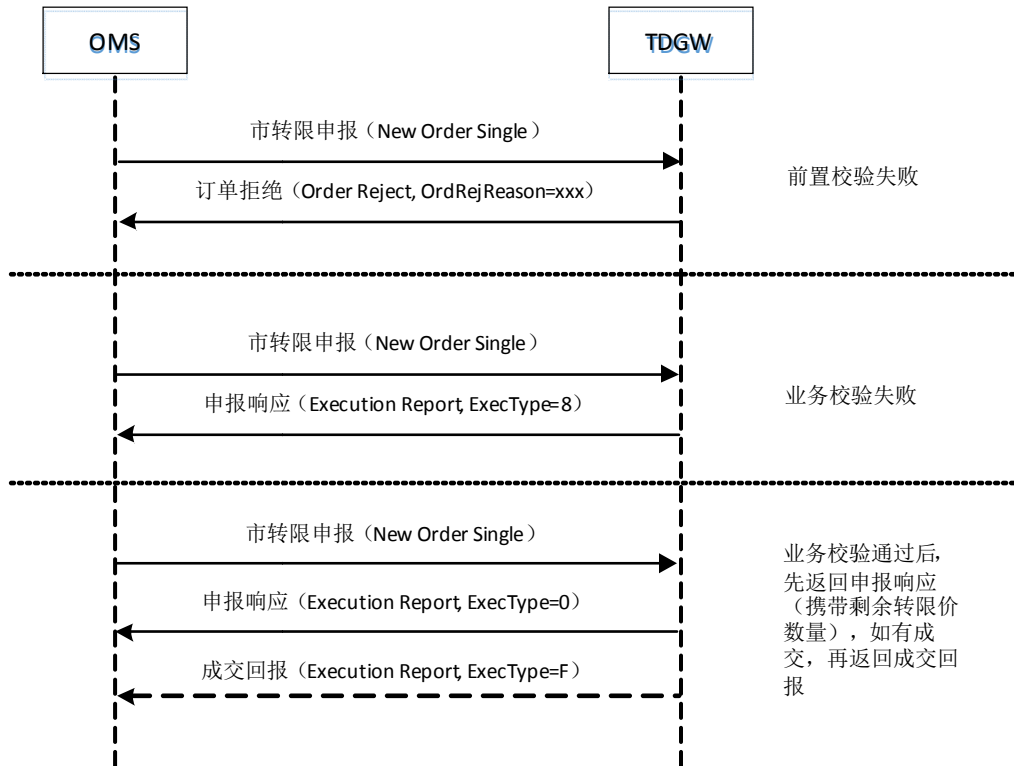 OMS
TDGW
市转限申报（New Order Single）
订单拒绝（Order Reject, OrdRejReason=xxx）
前置校验失败
市转限申报（New Order Single）
申报响应（Execution Report, ExecType=8）
业务校验失败
市转限申报（New Order Single）
申报响应（Execution Report, ExecType=0）
成交回报（Execution Report, ExecType=F）
业务校验通过后，
先返回申报响应
（携带剩余转限价
数量），如有成
交，再返回成交回
报